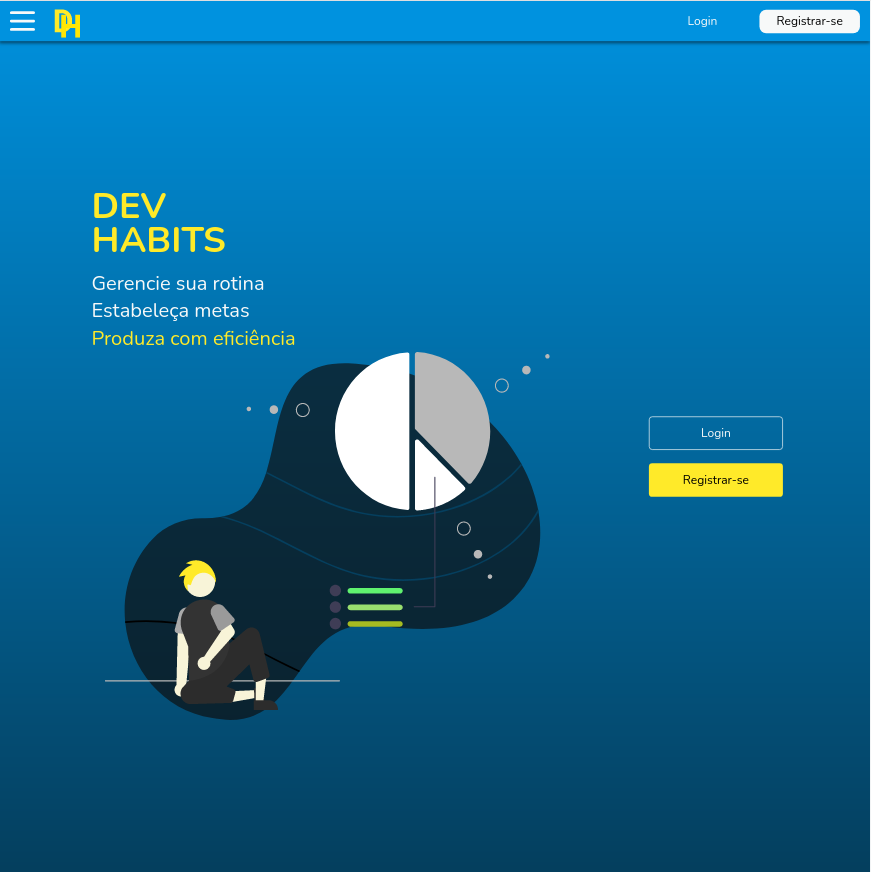 DH
Login
Registrar-se
DEV
HABITS
Gerencie sua rotina
Estabeleça metas
Produza com eficiência
Login
Registrar-se